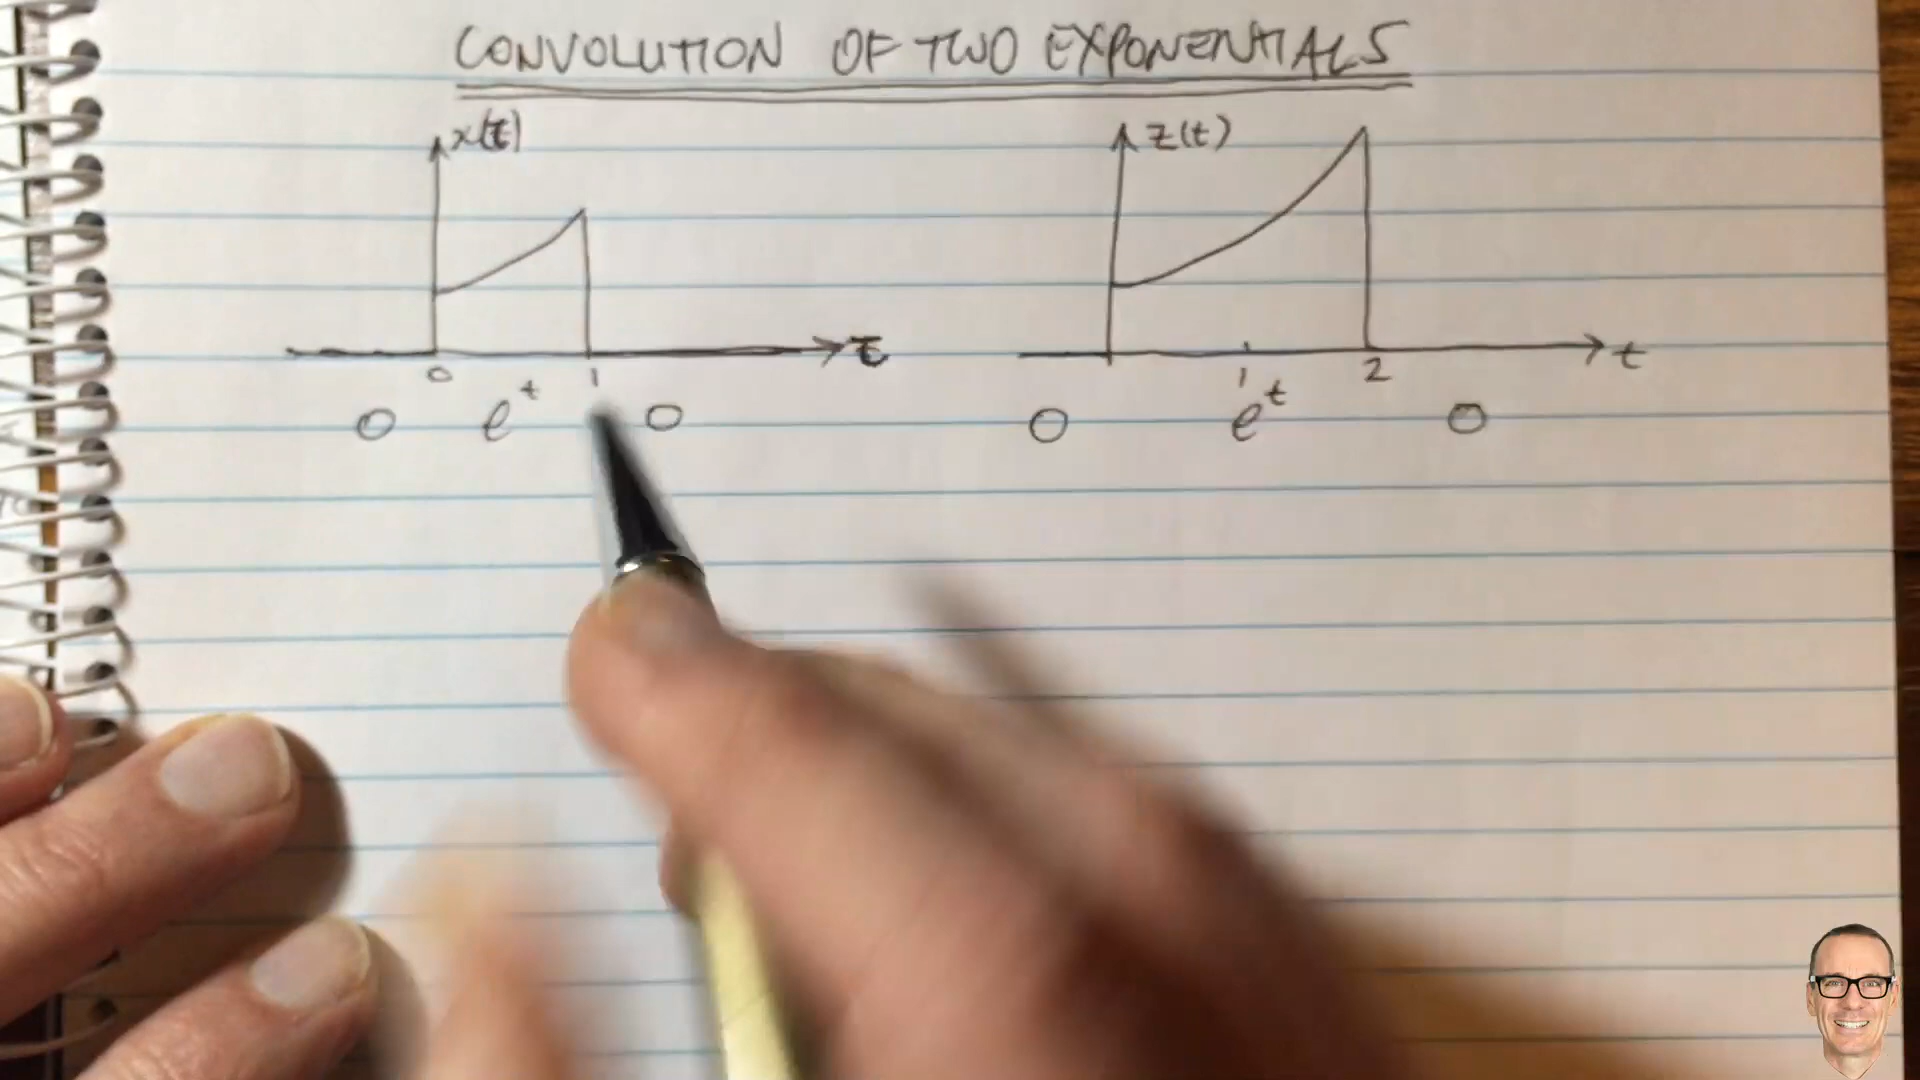 CONVOLUTION OF TWO EXPONENTIALS
x(τ) z(t)
τ t
0 1 1 2
0 e^t 0 0 e^t 0